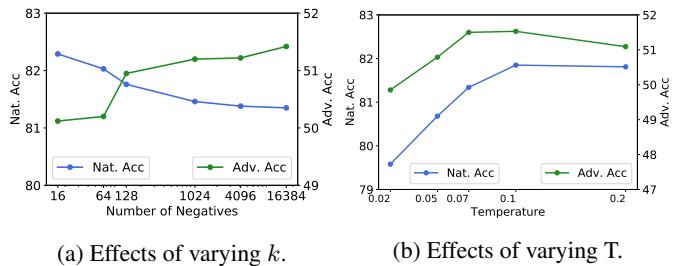 83
82
81
80
Nat. Acc
52
51
50
49
Adv. Acc
Nat. Acc
Adv. Acc
16 64 128 1024 4096 16384
Number of Negatives
(a) Effects of varying k.
83
82
81
80
79
Nat. Acc
52
51
50
49
48
47
Adv. Acc
Nat. Acc
Adv. Acc
0.02 0.05 0.07 0.1 0.2
Temperature
(b) Effects of varying T.